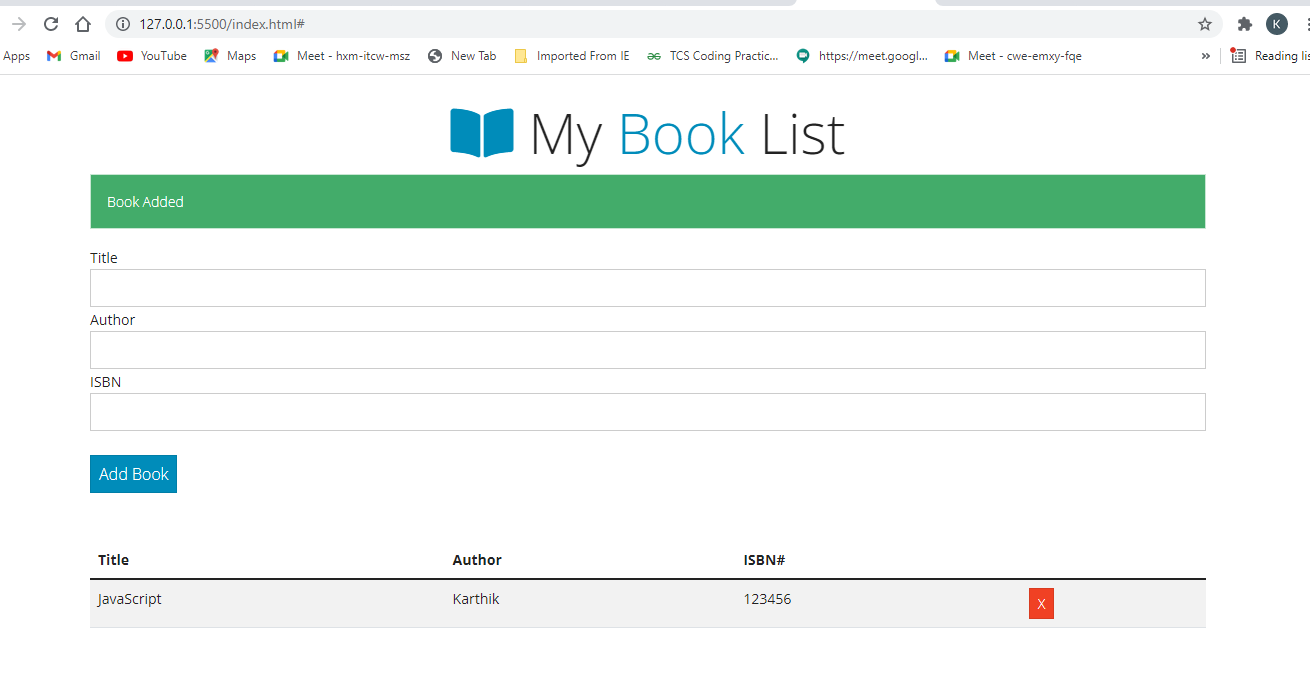 127.0.0.1:5500/index.html#
K
Apps Gmail YouTube Maps Meet - hxm-itcw-msz New Tab Imported From IE TCS Coding Practic... https://meet.googl... Meet - cwe-emxy-fqe » Reading lis
My Book List
Book Added
Title
Author
ISBN
Add Book
Title Author ISBN#
JavaScript Karthik 123456 X